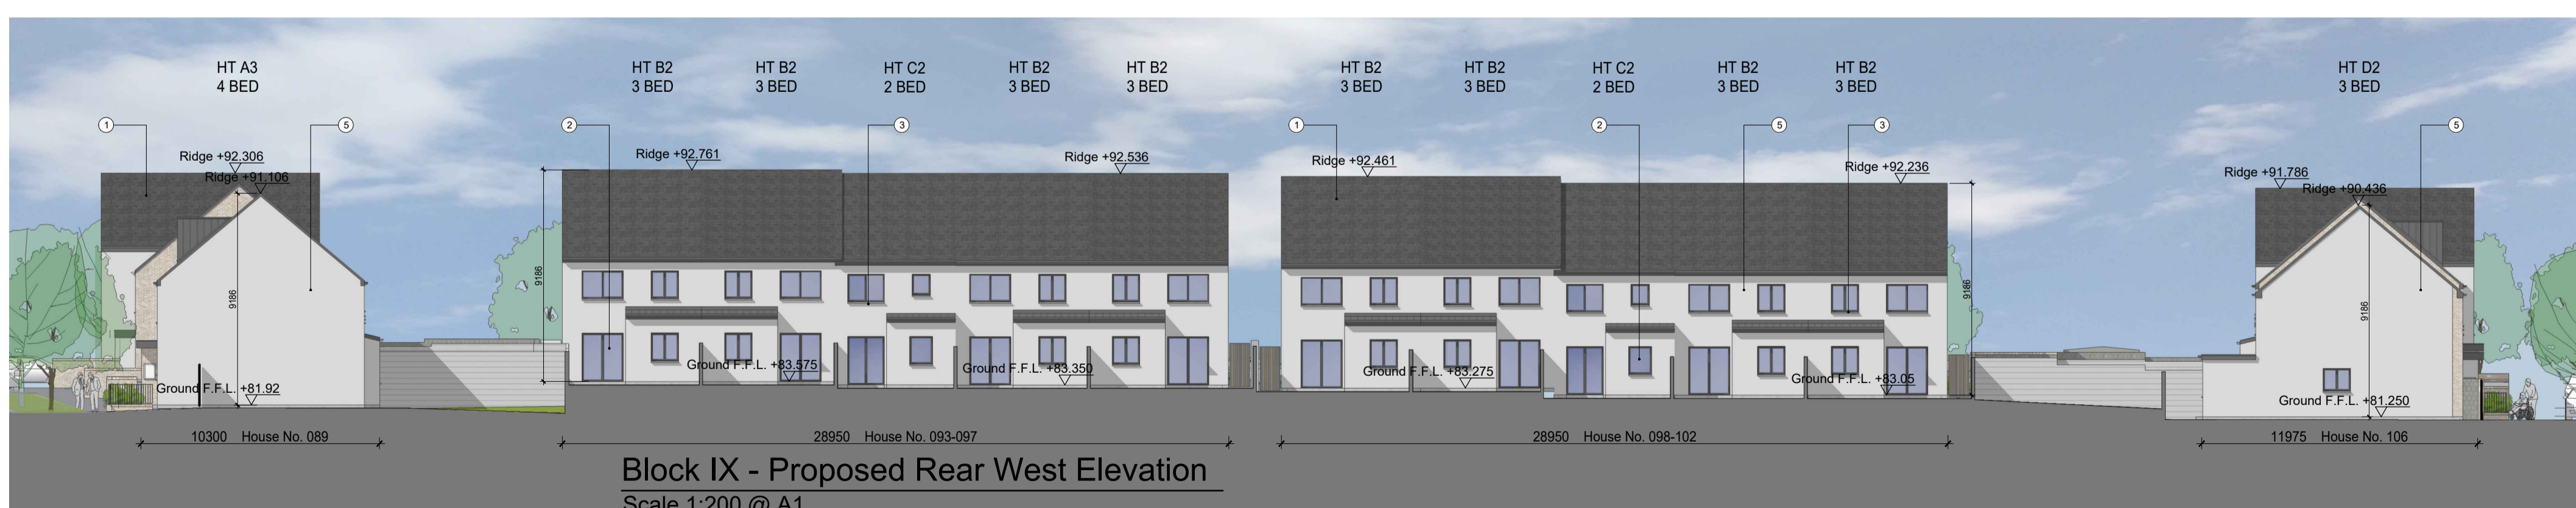 HT A3
4 BED
HT B2
3 BED
HT B2
3 BED
HT C2
2 BED
HT B2
3 BED
HT B2
3 BED
HT B2
3 BED
HT B2
3 BED
HT C2
2 BED
HT B2
3 BED
HT B2
3 BED
HT D2
3 BED
1
5
2
3
1
2
5
3
5
Ridge +92.306
Ridge +91.106
Ridge +92.761
Ridge +92.536
Ridge +92.461
Ridge +92.236
Ridge +91.786
Ridge +90.436
9186
9186
9186
9186
Ground F.F.L. +81.92
Ground F.F.L. +83.575
Ground F.F.L. +83.350
Ground F.F.L. +83.275
Ground F.F.L. +83.05
Ground F.F.L. +81.250
10300 House No. 089
28950 House No. 093-097
28950 House No. 098-102
11975 House No. 106
Block IX - Proposed Rear West Elevation
Scale 1:200 @ A1